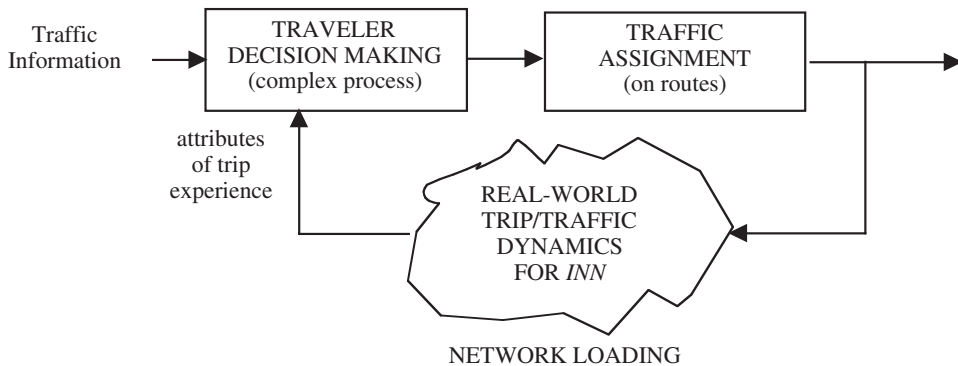 Traffic
Information
TRAVELER
DECISION MAKING
(complex process)
TRAFFIC
ASSIGNMENT
(on routes)
attributes
of trip
experience
REAL-WORLD
TRIP/TRAFFIC
DYNAMICS
FOR INN
NETWORK LOADING